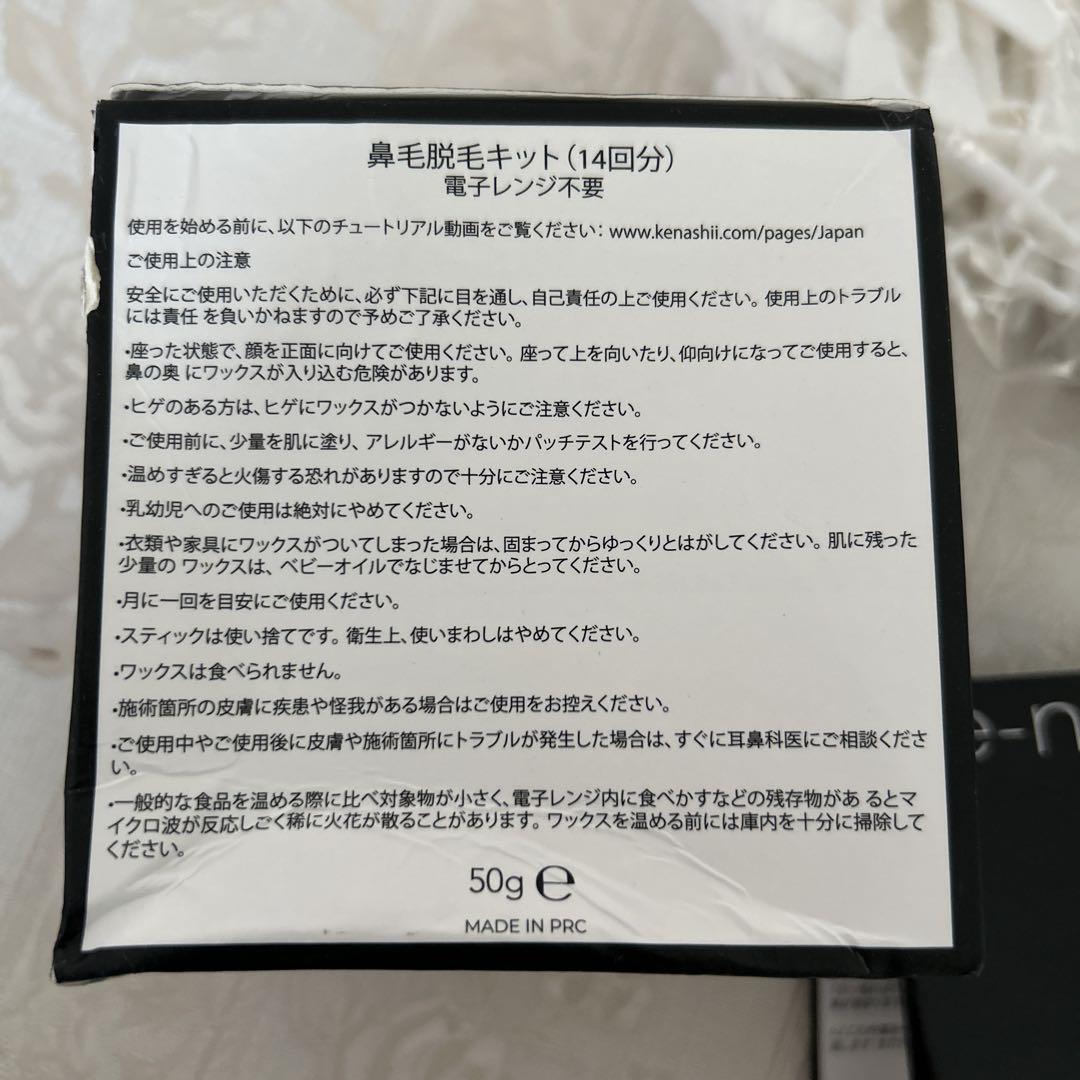 鼻毛脱毛キット（14回分）
電子レンジ不要
使用を始める前に、以下のチュートリアル動画をご覧ください： www.kenashii.com/pages/Japan
ご使用上の注意
安全にご使用いただくために、必ず下記に目を通し、自己責任の上ご使用ください。 使用上のトラブル
には責任 を負いかねますので予めご了承ください。
・座った状態で、顔を正面に向けてご使用ください。 座って上を向いたり、仰向けになってご使用すると、
鼻の奥 にワックスが入り込む危険があります。
・ヒゲのある方は、ヒゲにワックスがつかないようにご注意ください。
・ご使用前に、少量を肌に塗り、 アレルギーがないかパッチテストを行ってください。
・温めすぎると火傷する恐れがありますので十分にご注意ください。
・乳幼児へのご使用は絶対にやめてください。
・衣類や家具にワックスがついてしまった場合は、固まってからゆっくりとはがしてください。 肌に残った
少量の ワックスは、 ベビーオイルでなじませてからとってください。
・月に一回を目安にご使用ください。
・スティックは使い捨てです。 衛生上、使いまわしはやめてください。
・ワックスは食べられません。
・施術箇所の皮膚に疾患や怪我がある場合はご使用をお控えください。
・ご使用中やご使用後に皮膚や施術箇所にトラブルが発生した場合は、すぐに耳鼻科医にご相談くださ
い。
・一般的な食品を温める際に比べ対象物が小さく、電子レンジ内に食べかすなどの残存物があ るとマ
イクロ波が反応しごく稀に火花が散ることがあります。 ワックスを温める前には庫内を十分に掃除して
ください。
50g ℮
MADE IN PRC
e-n